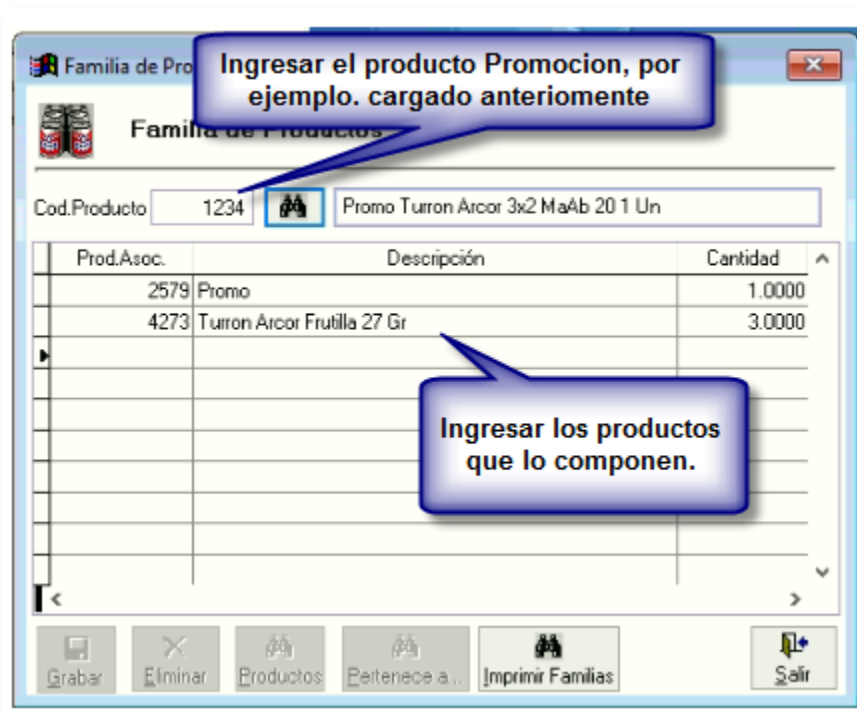 Familia de Pro
Ingresar el producto Promocion, por
ejemplo. cargado anteriomente
Familia de Productos
Cod.Producto 1234 Promo Turron Arcor 3x2 MaAb 20 1 Un
Prod.Asoc. Descripción Cantidad
2579 Promo 1.0000
4273 Turron Arcor Frutilla 27 Gr 3.0000
Ingresar los productos
que lo componen.
Grabar Elminar Productos Pertenece a... Imprimir Familias Salir